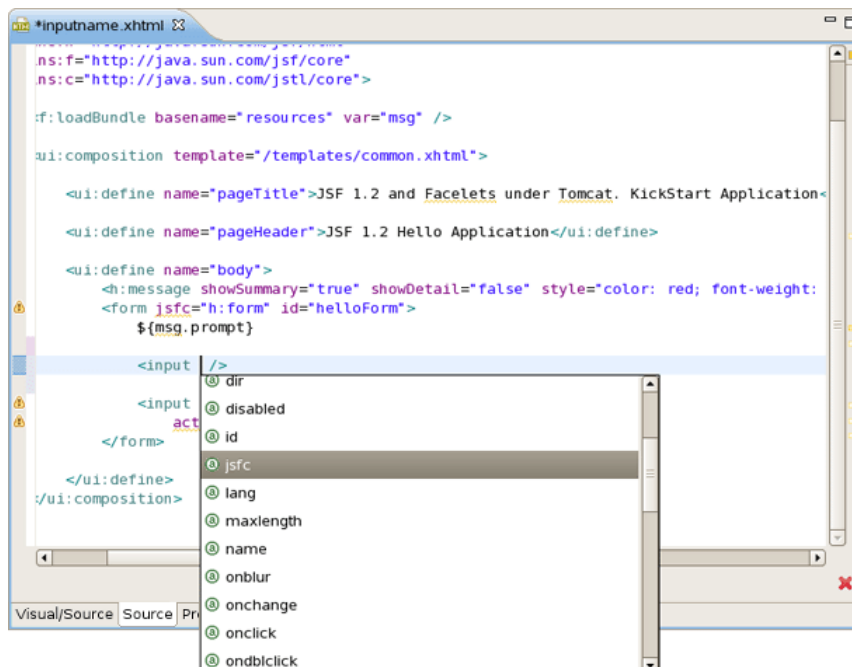 *inputname.xhtml
ns:f="http://java.sun.com/jsf/core"
ns:c="http://java.sun.com/jstl/core">
f:loadBundle basename="resources" var="msg" />
ui:composition template="/templates/common.xhtml">
<ui:define name="pageTitle">JSF 1.2 and Facelets under Tomcat. KickStart Application<
<ui:define name="pageHeader">JSF 1.2 Hello Application</ui:define>
<ui:define name="body">
<h:message showSummary="true" showDetail="false" style="color: red; font-weight:
<form jsfc="h:form" id="helloForm">
${msg.prompt}
<input />
dir
<input
disabled
act
id
</form>
jsfc
</ui:define>
lang
/ui:composition>
maxlength
name
onblur
onchange
Visual/Source Source Pr
onclick
ondblclick